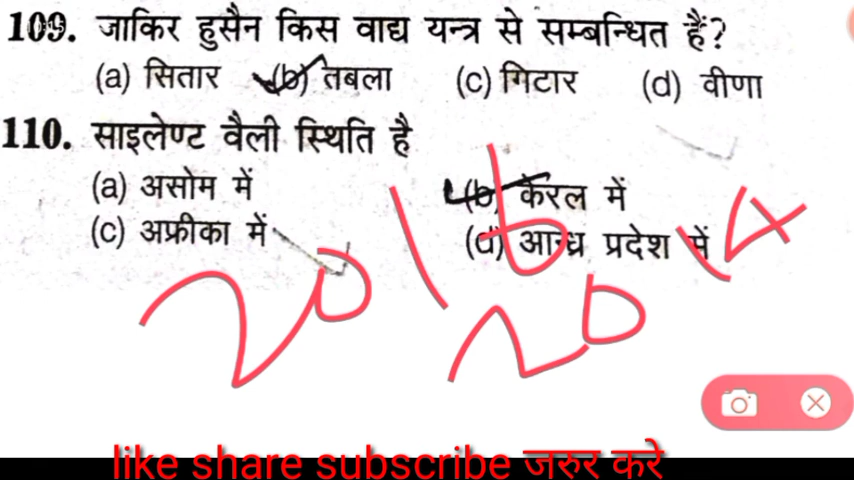 109. जाकिर हुसैन किस वाद्य यन्त्र से सम्बन्धित हैं?
(a) सितार (b) तबला (c) गिटार (d) वीणा
110. साइलेण्ट वैली स्थिति है
(a) असोम में (b) केरल में
(c) अफ्रीका में (d) आन्ध्र प्रदेश में
2016
2014
like share subscribe जरुर करे